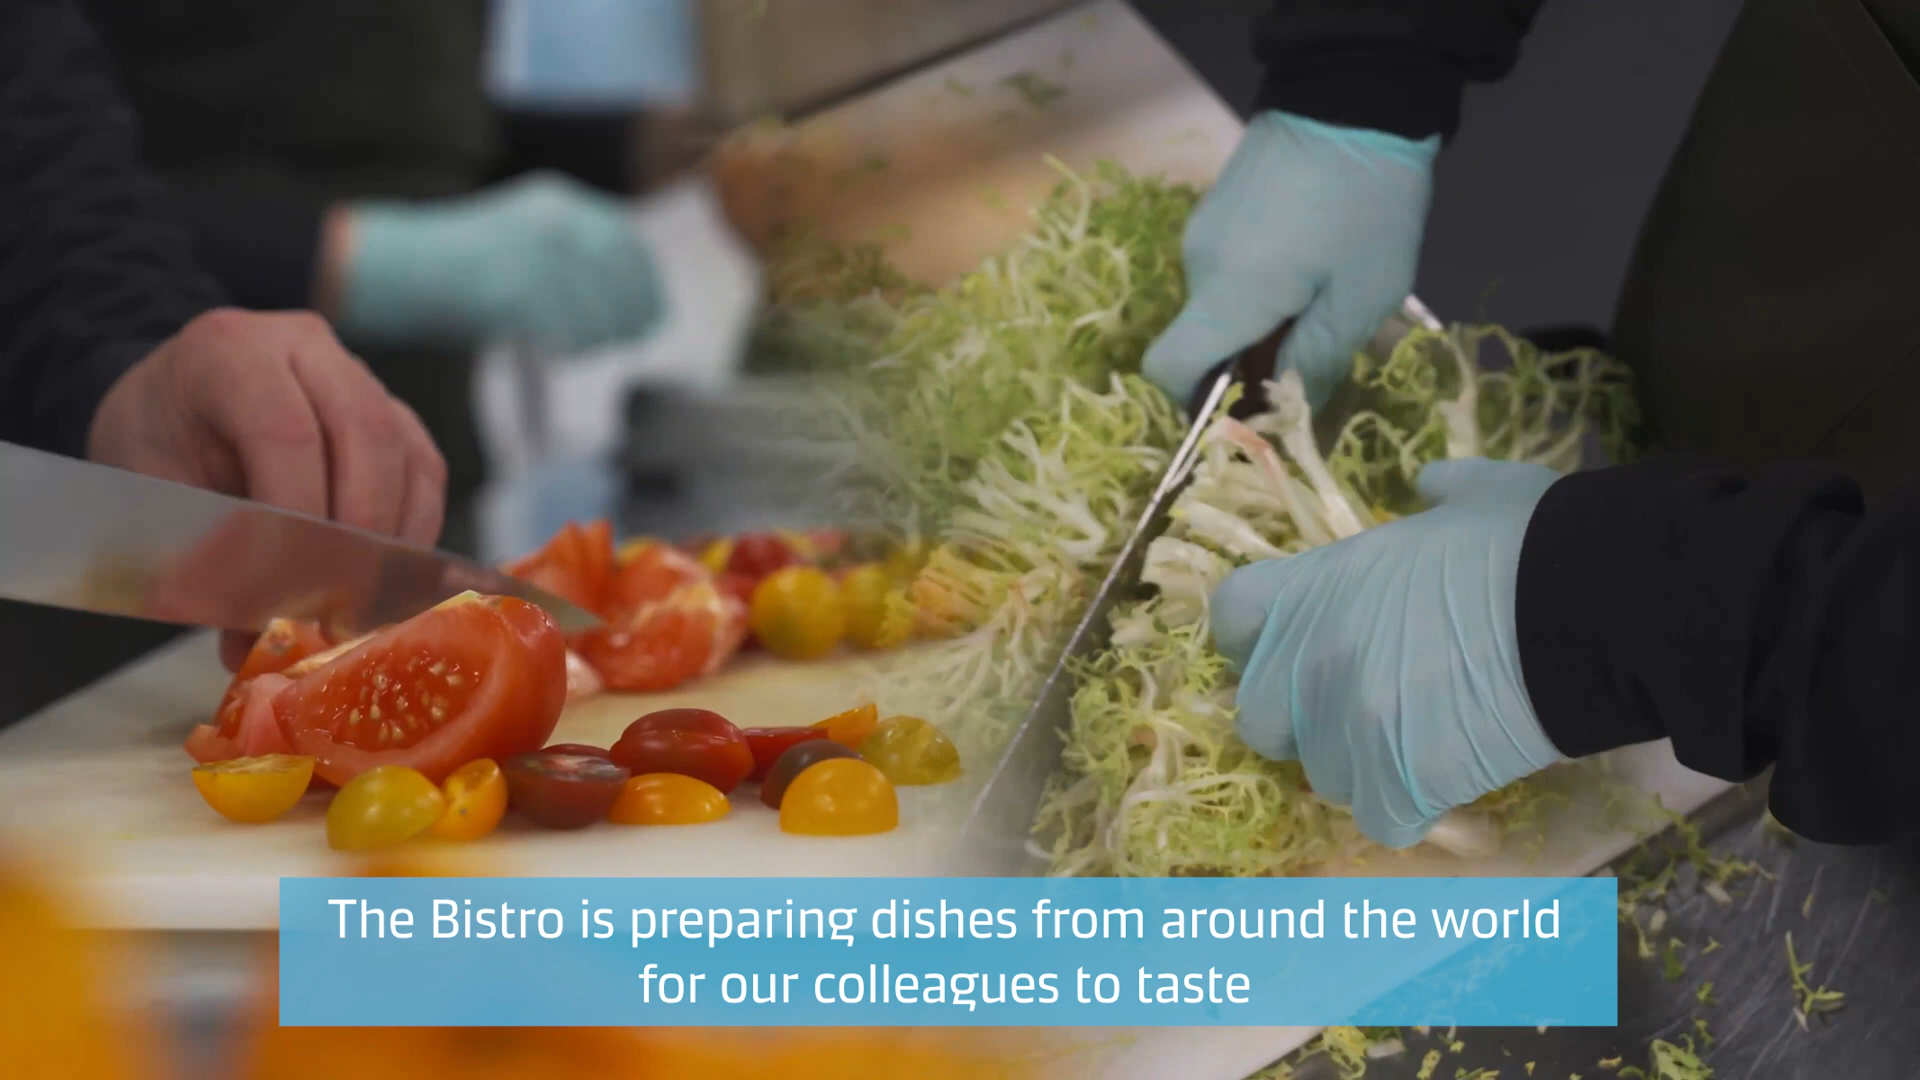 The Bistro is preparing dishes from around the world
for our colleagues to taste